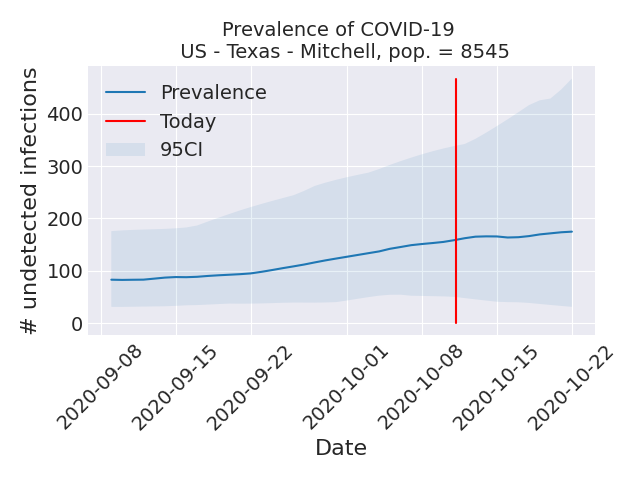 Prevalence of COVID-19
US - Texas - Mitchell, pop. = 8545
Prevalence
Today
95CI
# undetected infections
400
300
200
100
0
2020-09-08
2020-09-15
2020-09-22
2020-10-01
2020-10-08
2020-10-15
2020-10-22
Date